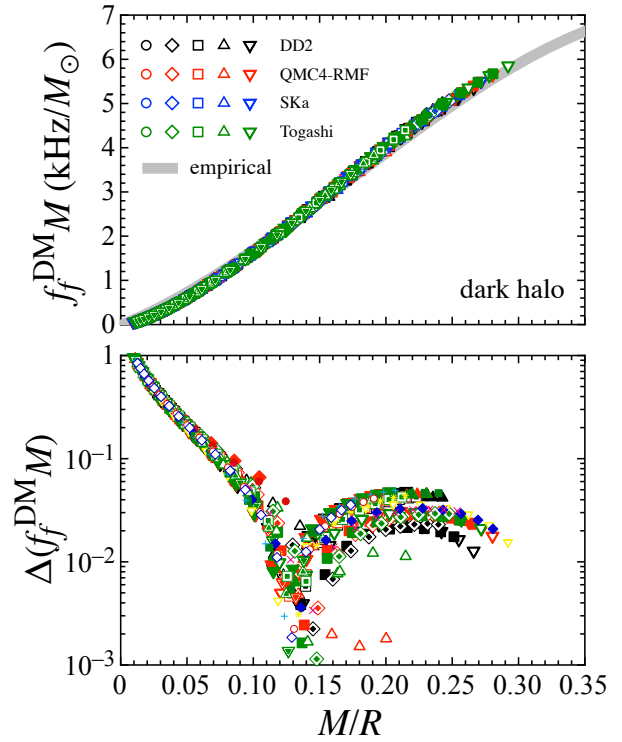 f_f^DM M (kHz/M_⊙)
7
6
5
4
3
2
1
0
DD2
QMC4-RMF
SKa
Togashi
empirical
dark halo
Δ(f_f^DM M)
1
10^−1
10^−2
10^−3
0 0.05 0.10 0.15 0.20 0.25 0.30 0.35
M/R